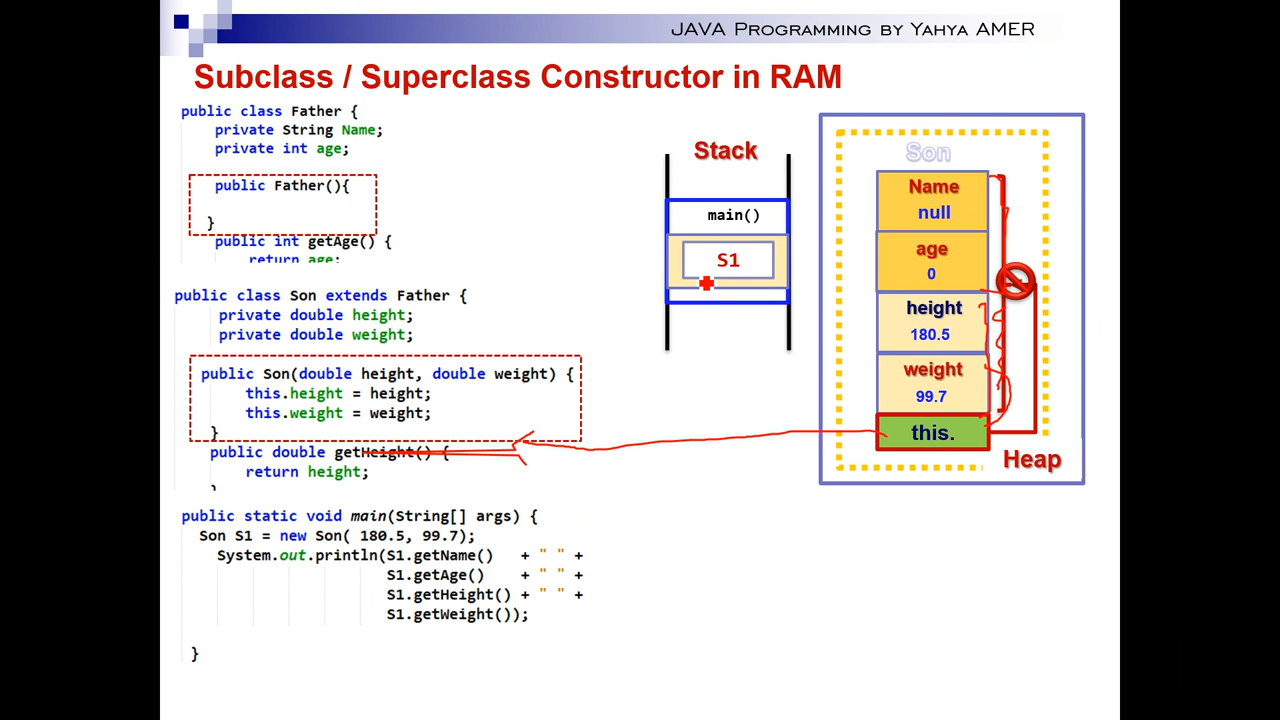 JAVA Programming by Yahya AMER
Subclass / Superclass Constructor in RAM
public class Father {
private String Name;
private int age;
public Father(){
}
public int getAge() {
return age;
public class Son extends Father {
private double height;
private double weight;
public Son(double height, double weight) {
this.height = height;
this.weight = weight;
}
public double getHeight() {
return height;
}
public static void main(String[] args) {
Son S1 = new Son( 180.5, 99.7);
System.out.println(S1.getName() + " " +
S1.getAge() + " " +
S1.getHeight() + " " +
S1.getWeight());
}
Stack
main()
S1
Son
Name
null
age
0
height
180.5
weight
99.7
this.
Heap